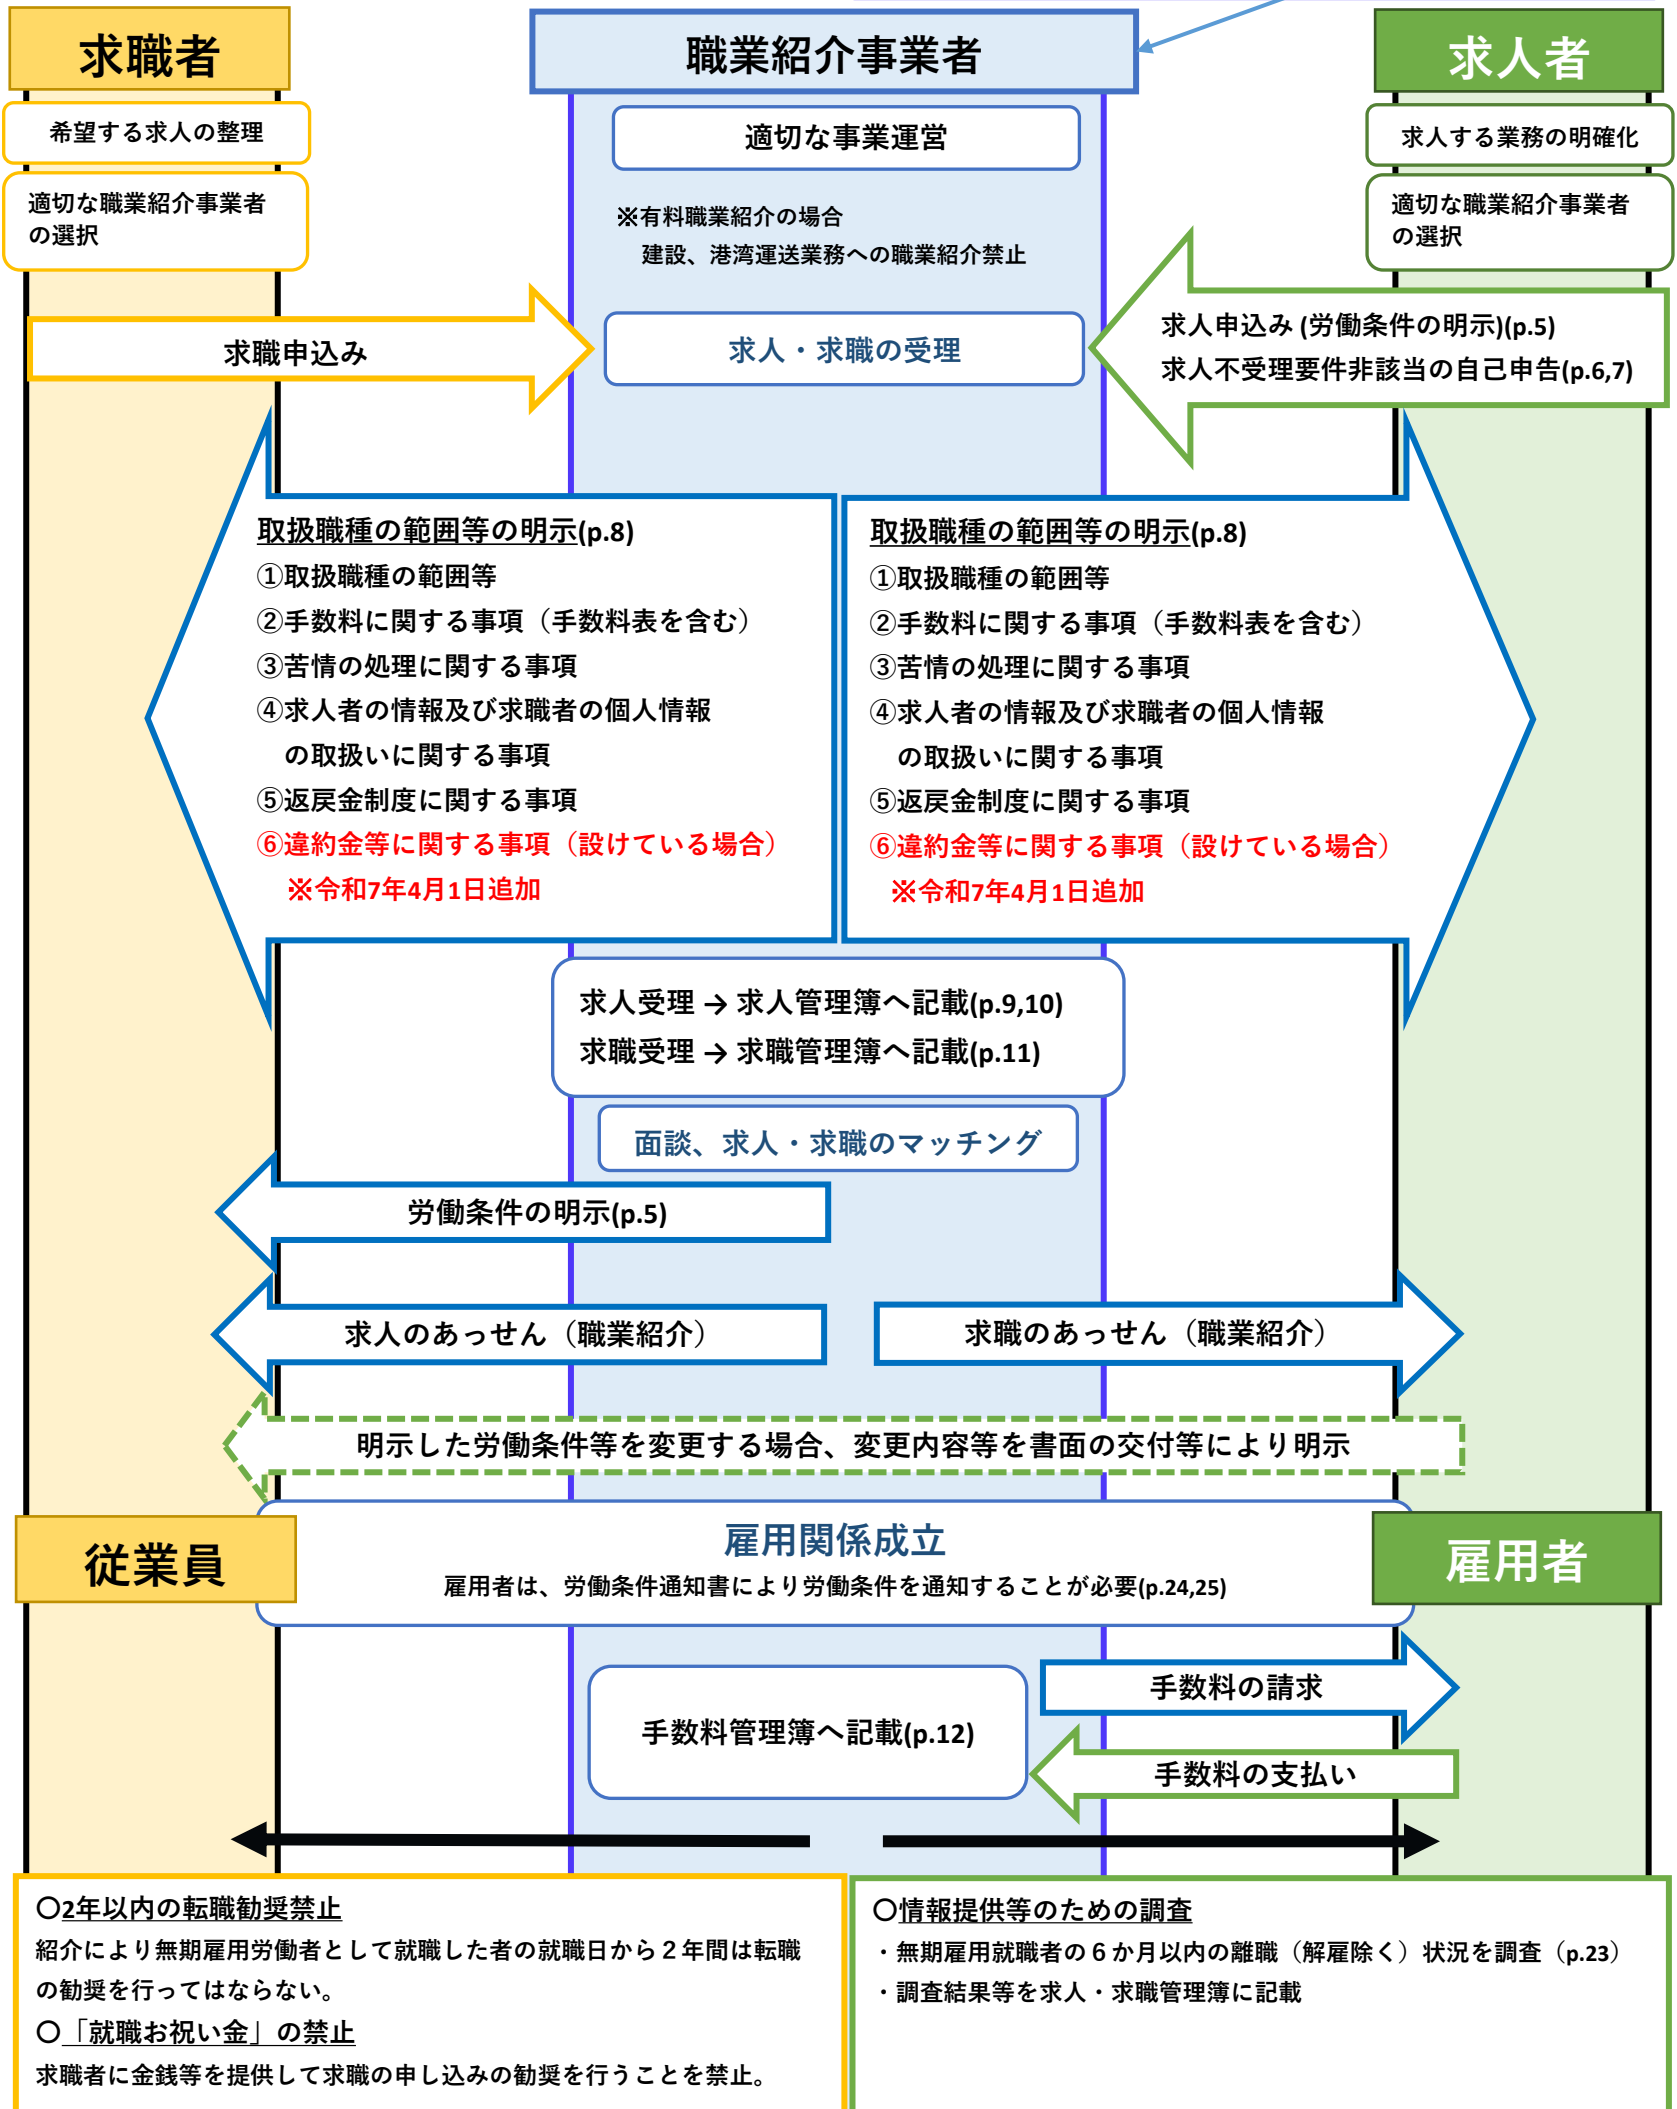 求職者
職業紹介事業者
求人者
希望する求人の整理
適切な事業運営
求人する業務の明確化
適切な職業紹介事業者
の選択
※有料職業紹介の場合
建設、港湾運送業務への職業紹介禁止
適切な職業紹介事業者
の選択
求職申込み
求人・求職の受理
求人申込み (労働条件の明示)(p.5)
求人不受理要件非該当の自己申告(p.6,7)
取扱職種の範囲等の明示(p.8)
①取扱職種の範囲等
②手数料に関する事項（手数料表を含む）
③苦情の処理に関する事項
④求人者の情報及び求職者の個人情報
の取扱いに関する事項
⑤返戻金制度に関する事項
⑥違約金等に関する事項（設けている場合）
※令和7年4月1日追加
取扱職種の範囲等の明示(p.8)
①取扱職種の範囲等
②手数料に関する事項（手数料表を含む）
③苦情の処理に関する事項
④求人者の情報及び求職者の個人情報
の取扱いに関する事項
⑤返戻金制度に関する事項
⑥違約金等に関する事項（設けている場合）
※令和7年4月1日追加
求人受理 → 求人管理簿へ記載(p.9,10)
求職受理 → 求職管理簿へ記載(p.11)
面談、求人・求職のマッチング
労働条件の明示(p.5)
求人のあっせん（職業紹介）
求職のあっせん（職業紹介）
明示した労働条件等を変更する場合、変更内容等を書面の交付等により明示
従業員
雇用関係成立
雇用者は、労働条件通知書により労働条件を通知することが必要(p.24,25)
雇用者
手数料の請求
手数料管理簿へ記載(p.12)
手数料の支払い
〇2年以内の転職勧奨禁止
紹介により無期雇用労働者として就職した者の就職日から２年間は転職
の勧奨を行ってはならない。
〇「就職お祝い金」の禁止
求職者に金銭等を提供して求職の申し込みの勧奨を行うことを禁止。
〇情報提供等のための調査
・無期雇用就職者の６か月以内の離職（解雇除く）状況を調査（p.23）
・調査結果等を求人・求職管理簿に記載